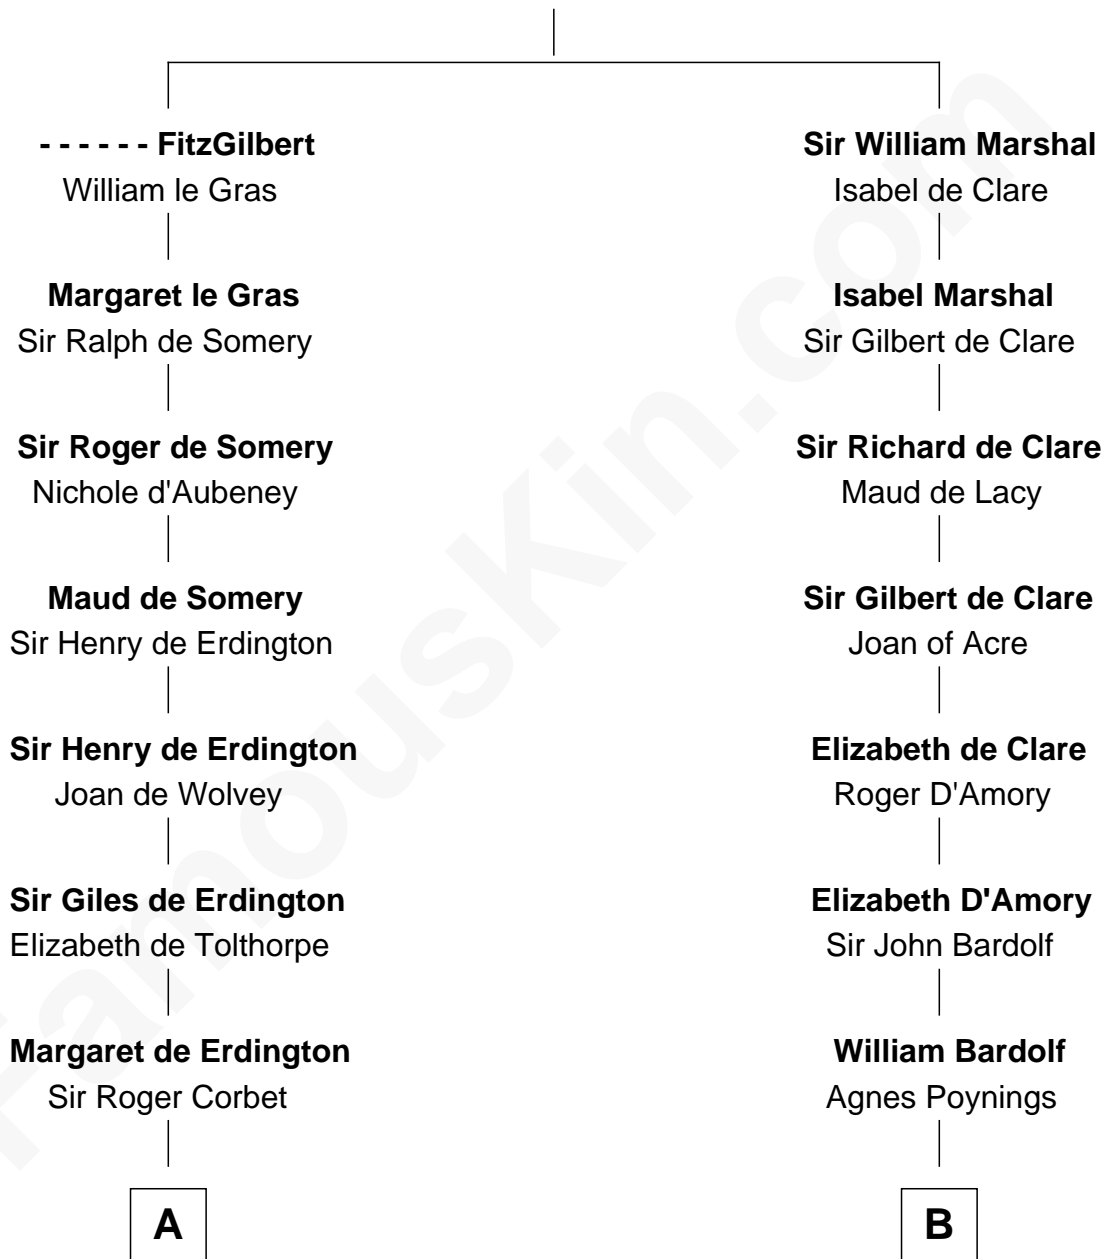 - - - - - - FitzGilbert
William le Gras
Margaret le Gras
Sir Ralph de Somery
Sir Roger de Somery
Nichole d'Aubeney
Maud de Somery
Sir Henry de Erdington
Sir Henry de Erdington
Joan de Wolvey
Sir Giles de Erdington
Elizabeth de Tolthorpe
Margaret de Erdington
Sir Roger Corbet
A
Sir William Marshal
Isabel de Clare
Isabel Marshal
Sir Gilbert de Clare
Sir Richard de Clare
Maud de Lacy
Sir Gilbert de Clare
Joan of Acre
Elizabeth de Clare
Roger D'Amory
Elizabeth D'Amory
Sir John Bardolf
William Bardolf
Agnes Poynings
B
FamousKin.com